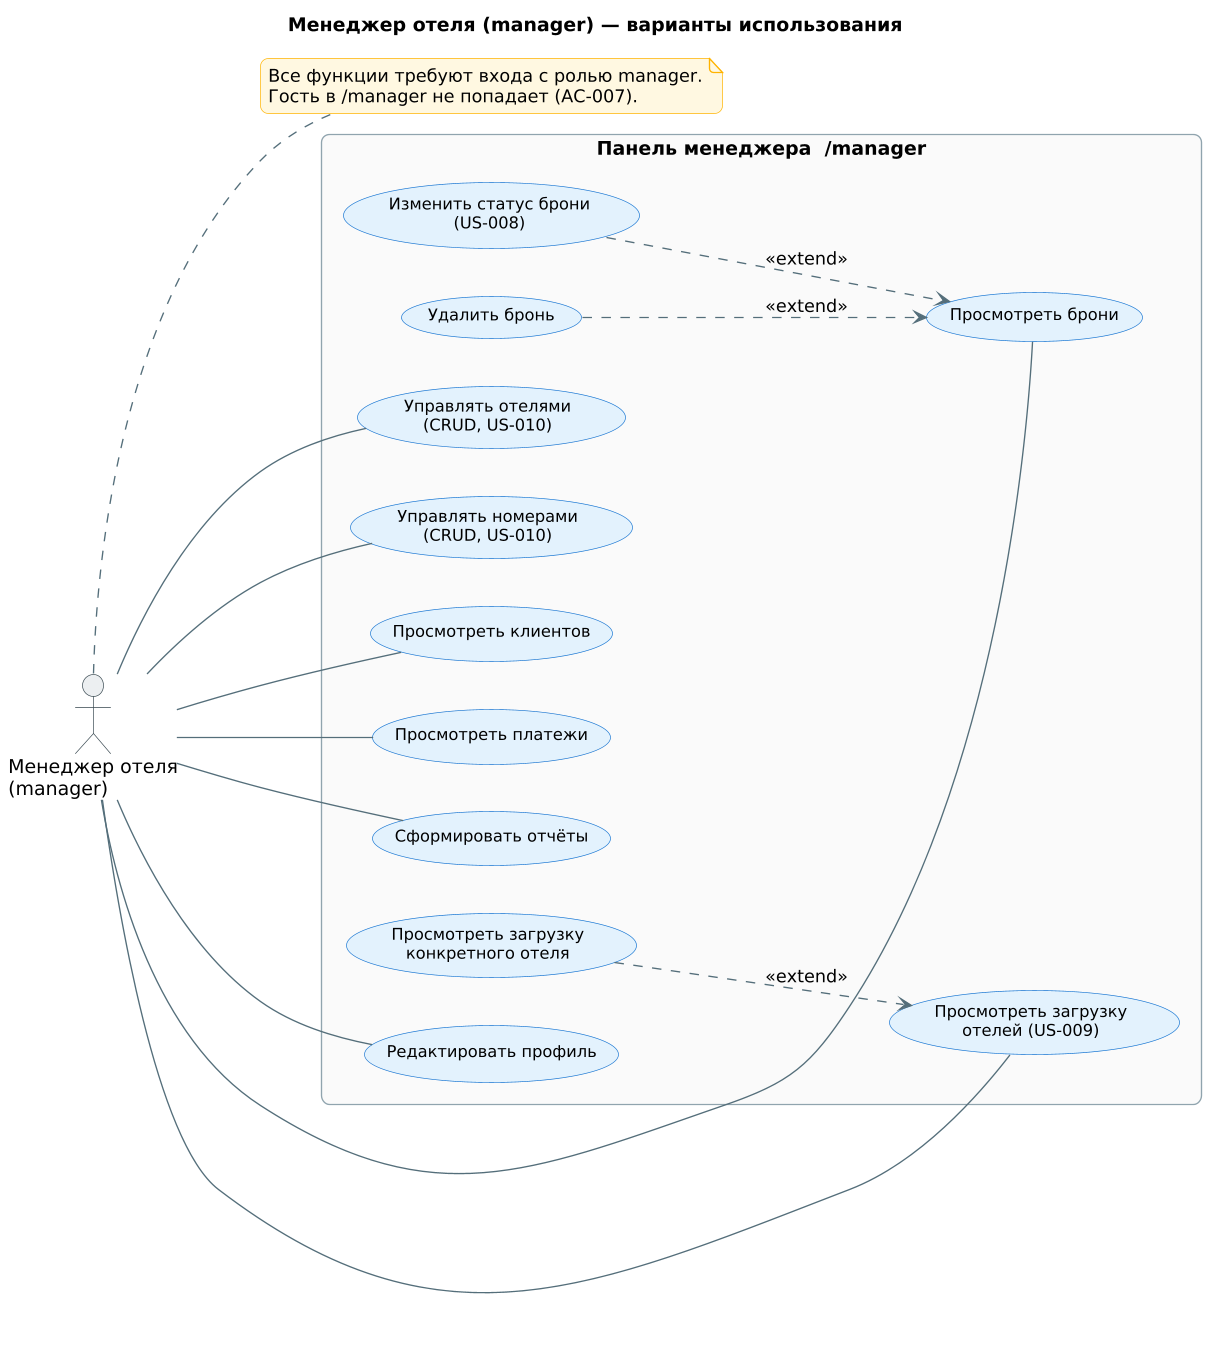 Менеджер отеля (manager) — варианты использования
Все функции требуют входа с ролью manager.
Гость в /manager не попадает (AC-007).
Панель менеджера  /manager
Изменить статус брони
(US-008)
«extend»
Удалить бронь
«extend»
Просмотреть брони
Управлять отелями
(CRUD, US-010)
Управлять номерами
(CRUD, US-010)
Просмотреть клиентов
Просмотреть платежи
Менеджер отеля
(manager)
Сформировать отчёты
Просмотреть загрузку
конкретного отеля
«extend»
Просмотреть загрузку
отелей (US-009)
Редактировать профиль